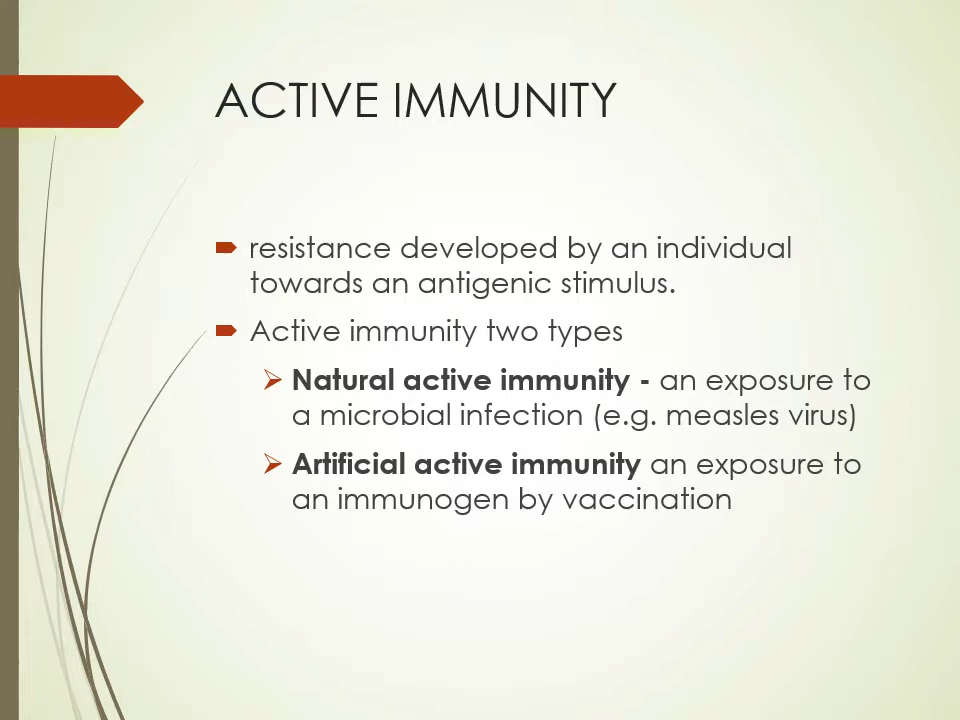 ACTIVE IMMUNITY
resistance developed by an individual
towards an antigenic stimulus.
Active immunity two types
Natural active immunity - an exposure to
a microbial infection (e.g. measles virus)
Artificial active immunity an exposure to
an immunogen by vaccination